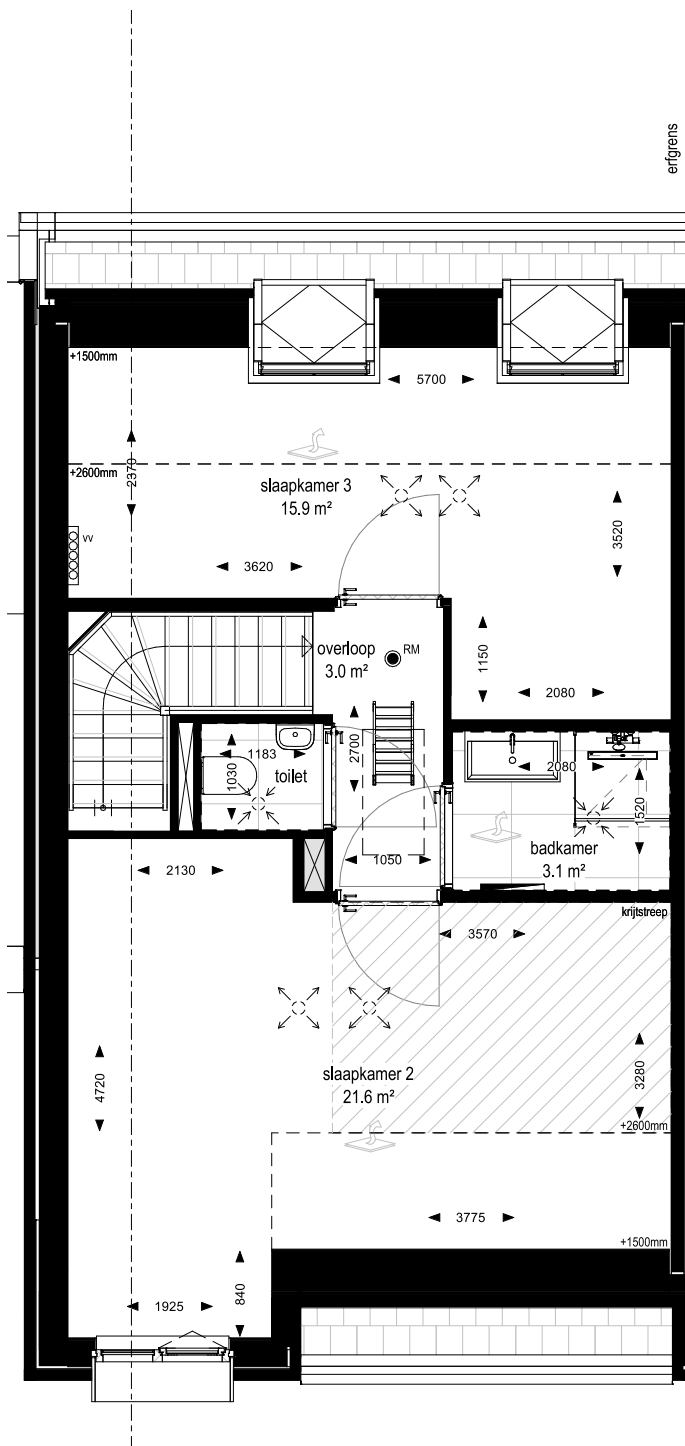 erfgrens
+1500mm
5700
+2600mm
2370
slaapkamer 3
15.9 m²
3520
vv
3620
overloop
3.0 m²
RM
1150
2080
2700
1183
1030
toilet
2080
1520
badkamer
3.1 m²
1050
2130
krijtstreep
3570
4720
slaapkamer 2
21.6 m²
3280
+2600mm
3775
+1500mm
840
1925